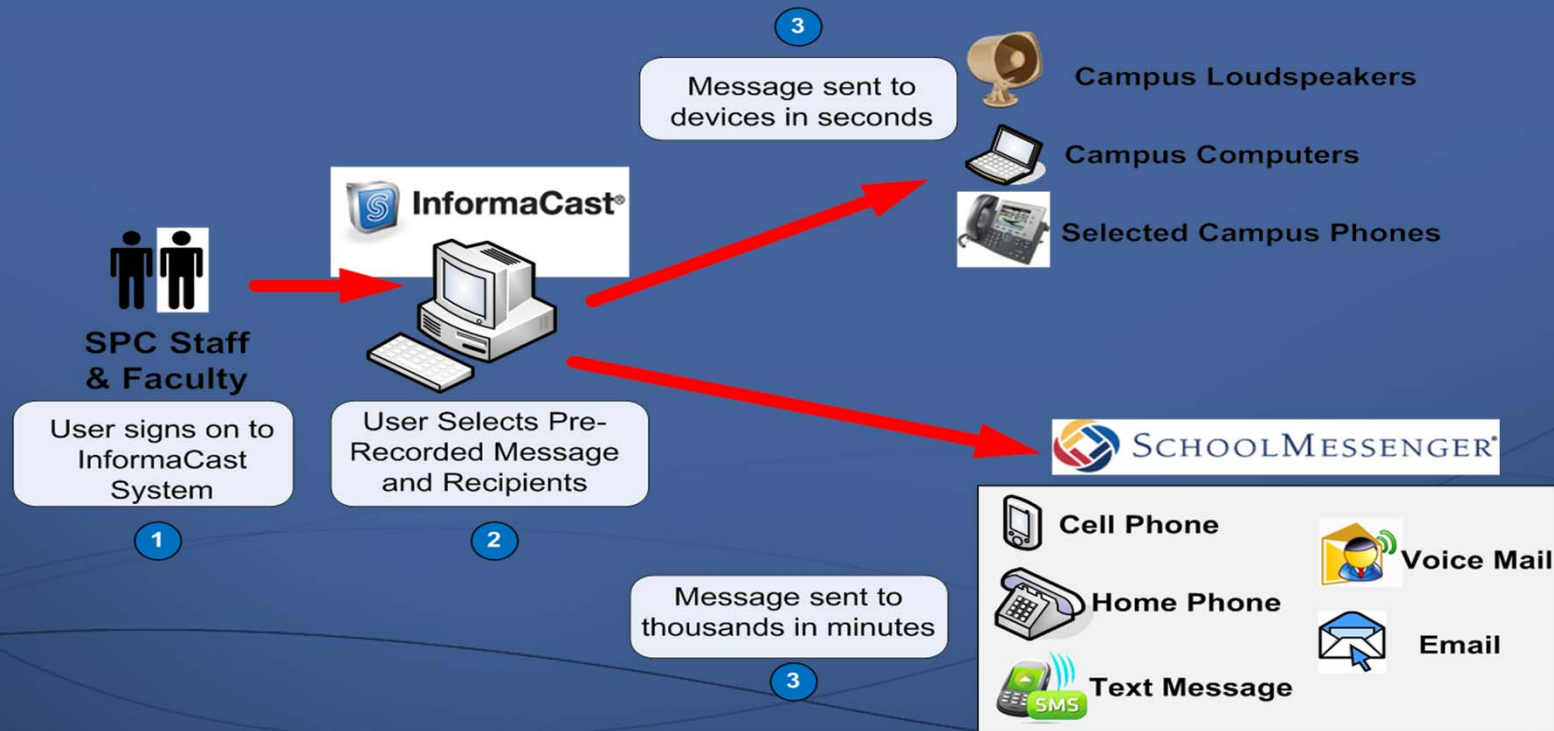 3
Message sent to
devices in seconds
Campus Loudspeakers
Campus Computers
Selected Campus Phones
S InformaCast®
SPC Staff
& Faculty
User signs on to
InformaCast
System
1
User Selects Pre-
Recorded Message
and Recipients
2
SCHOOLMESSENGER®
Cell Phone
Voice Mail
Home Phone
Email
SMS
Text Message
Message sent to
thousands in minutes
3